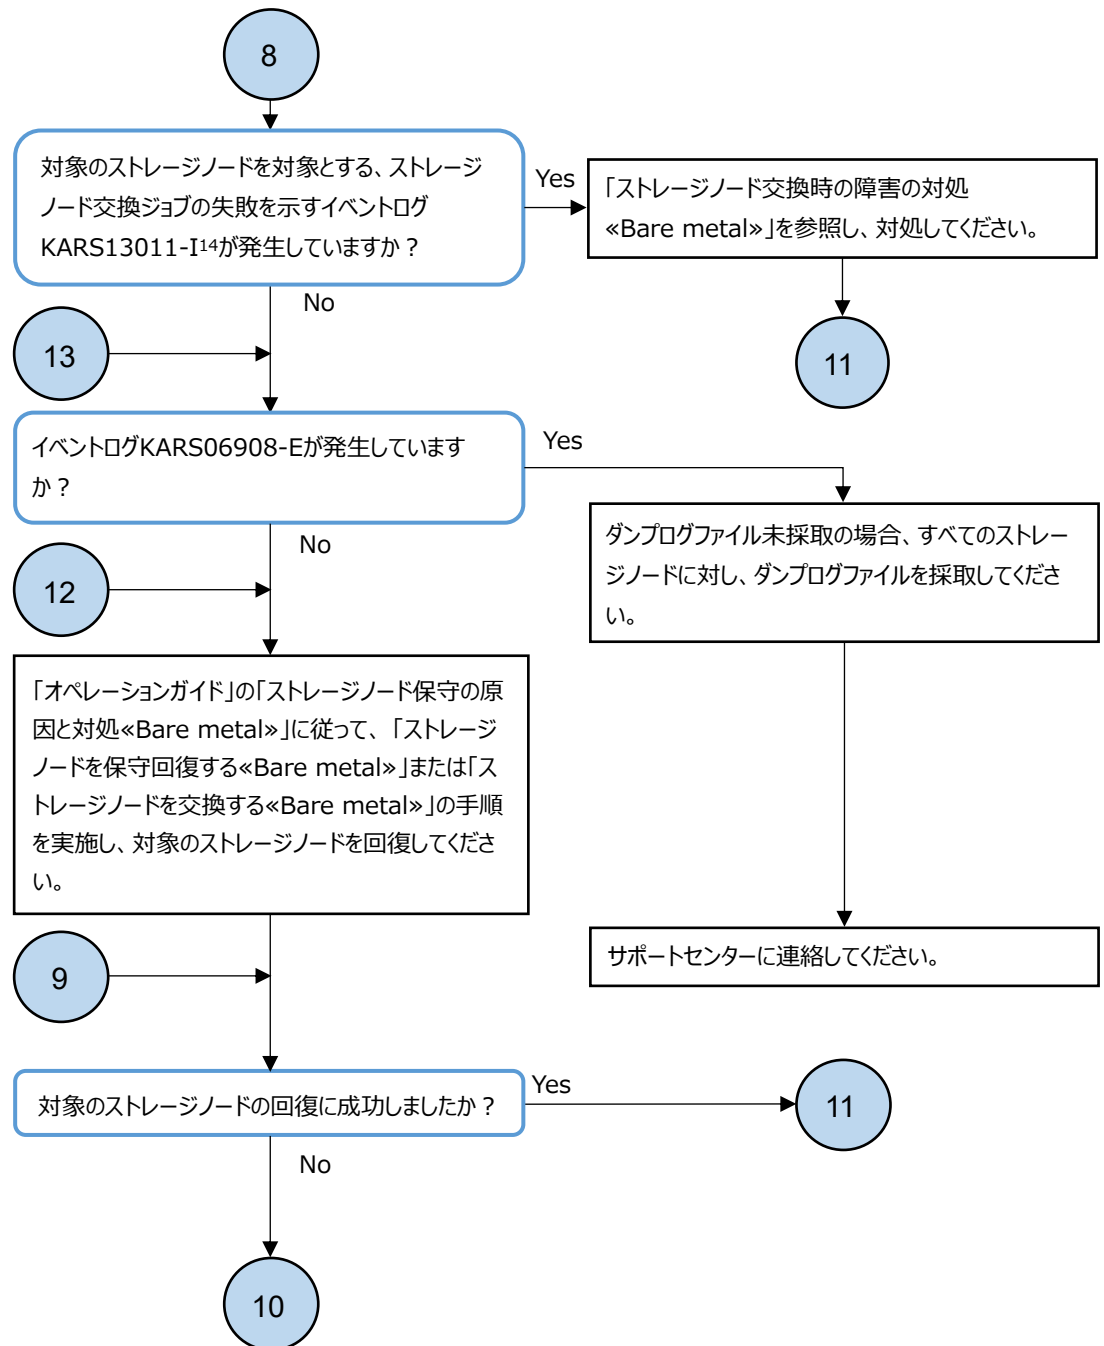 8
対象のストレージノードを対象とする、ストレージ
ノード交換ジョブの失敗を示すイベントログ
KARS13011-I14が発生していますか？
Yes
「ストレージノード交換時の障害の対処
«Bare metal»」を参照し、対処してください。
No
13
11
イベントログKARS06908-Eが発生しています
か？
Yes
No
ダンプログファイル未採取の場合、すべてのストレー
ジノードに対し、ダンプログファイルを採取してくださ
い。
12
「オペレーションガイド」の「ストレージノード保守の原
因と対処«Bare metal»」に従って、「ストレージ
ノードを保守回復する«Bare metal»」または「ス
トレージノードを交換する«Bare metal»」の手順
を実施し、対象のストレージノードを回復してくださ
い。
サポートセンターに連絡してください。
9
対象のストレージノードの回復に成功しましたか？
Yes
11
No
10